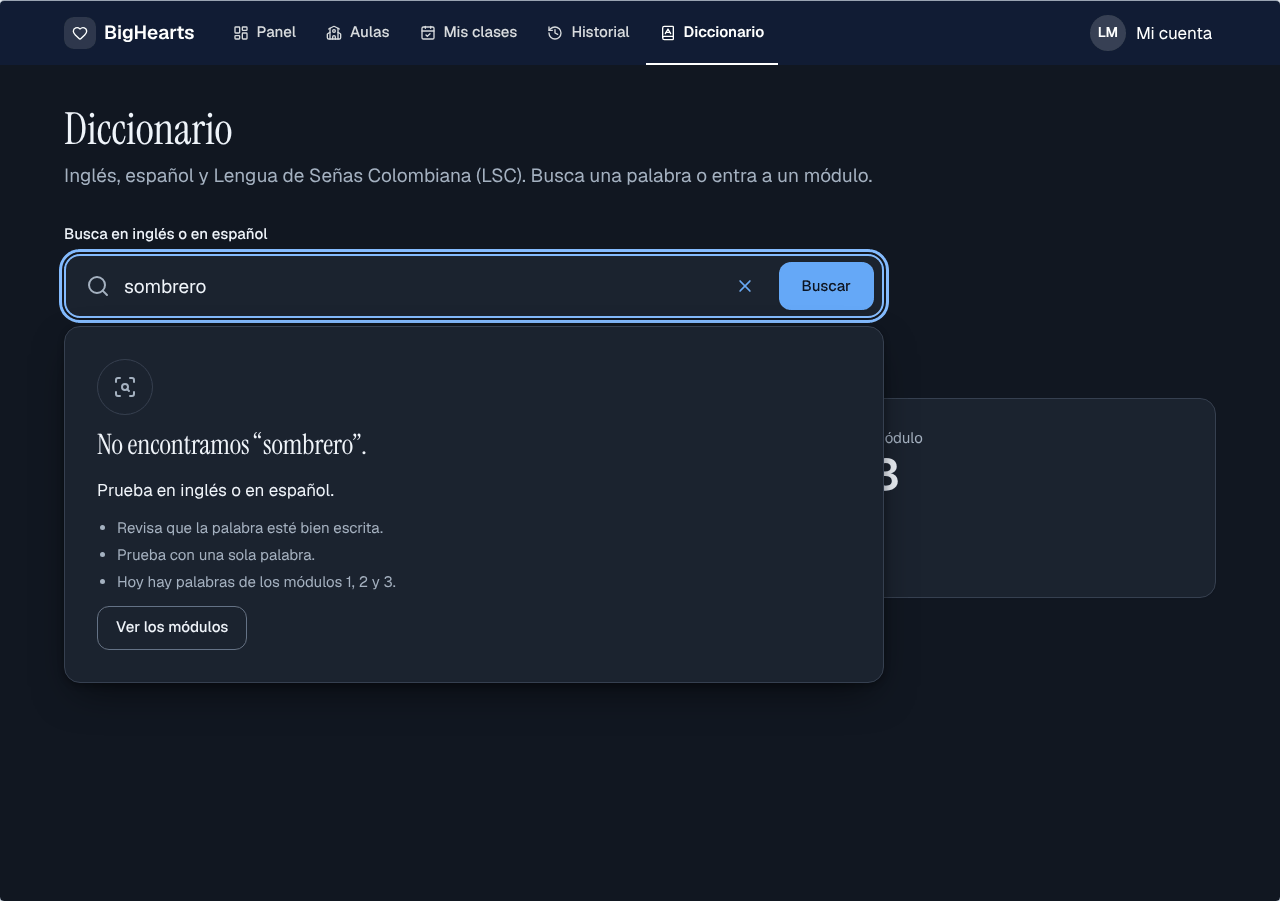 BigHearts
Panel
Aulas
Mis clases
Historial
Diccionario
LM
Mi cuenta
Diccionario
Inglés, español y Lengua de Señas Colombiana (LSC). Busca una palabra o entra a un módulo.
Busca en inglés o en español
sombrero
Buscar
No encontramos “sombrero”.
Prueba en inglés o en español.
• Revisa que la palabra esté bien escrita.
• Prueba con una sola palabra.
• Hoy hay palabras de los módulos 1, 2 y 3.
Ver los módulos
ódulo
3